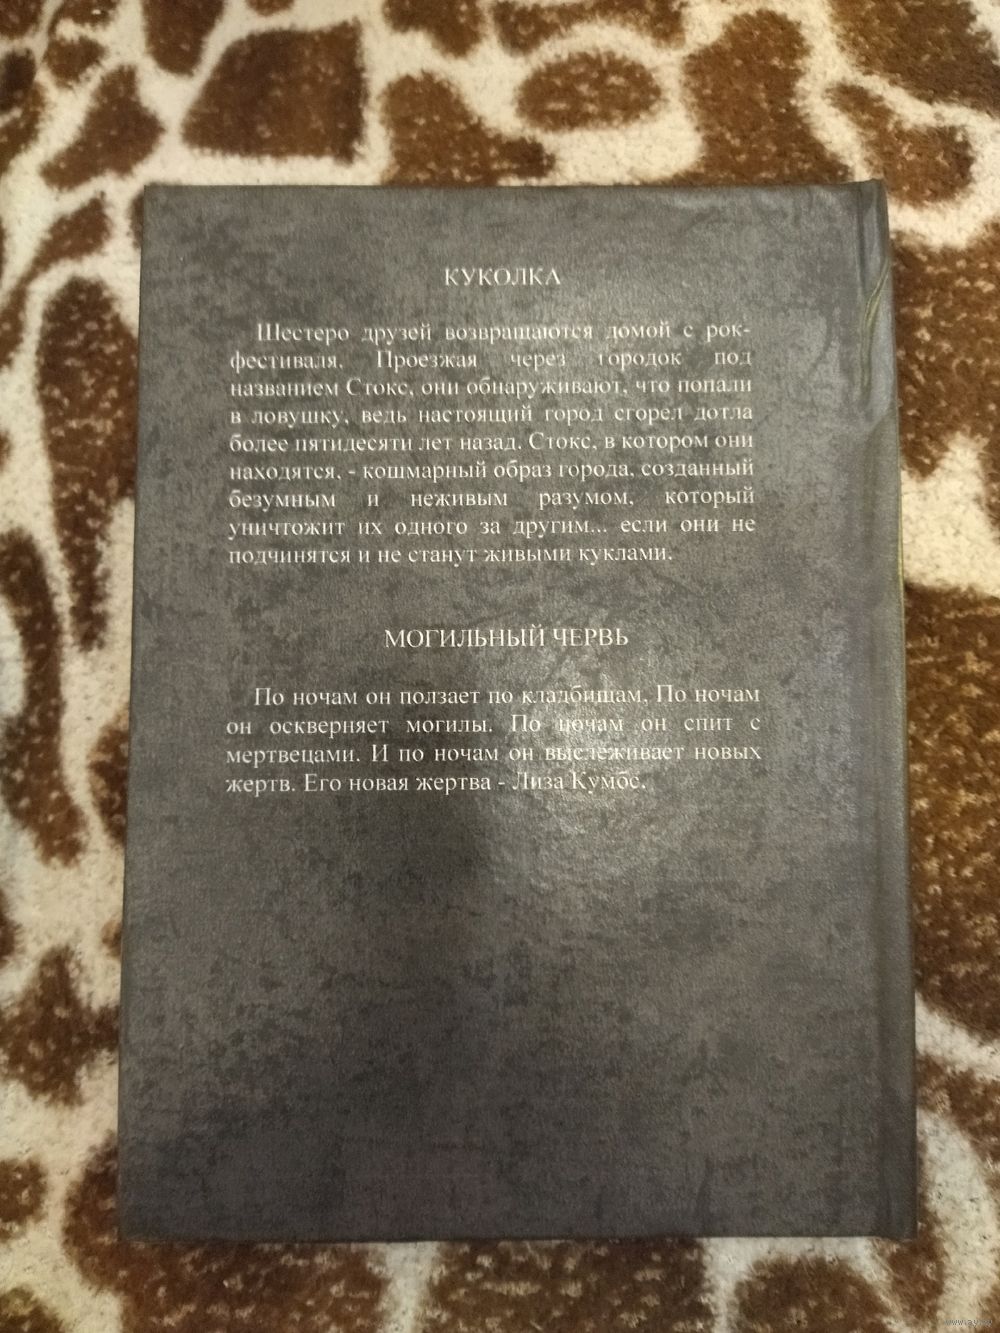 КУКОЛКА
Шестеро друзей возвращаются домой с рок-
фестиваля. Проезжая через городок под
названием Стокс, они обнаруживают, что попали
в ловушку, ведь настоящий город сгорел дотла
более пятидесяти лет назад. Стокс, в котором они
находятся, - кошмарный образ города, созданный
безумным и неживым разумом, который
уничтожит их одного за другим... если они не
подчинятся и не станут живыми куклами.
МОГИЛЬНЫЙ ЧЕРВЬ
По ночам он ползает по кладбищам, По ночам
он оскверняет могилы. По ночам он спит с
мертвецами. И по ночам он выслеживает новых
жертв. Его новая жертва - Лиза Кумбс.